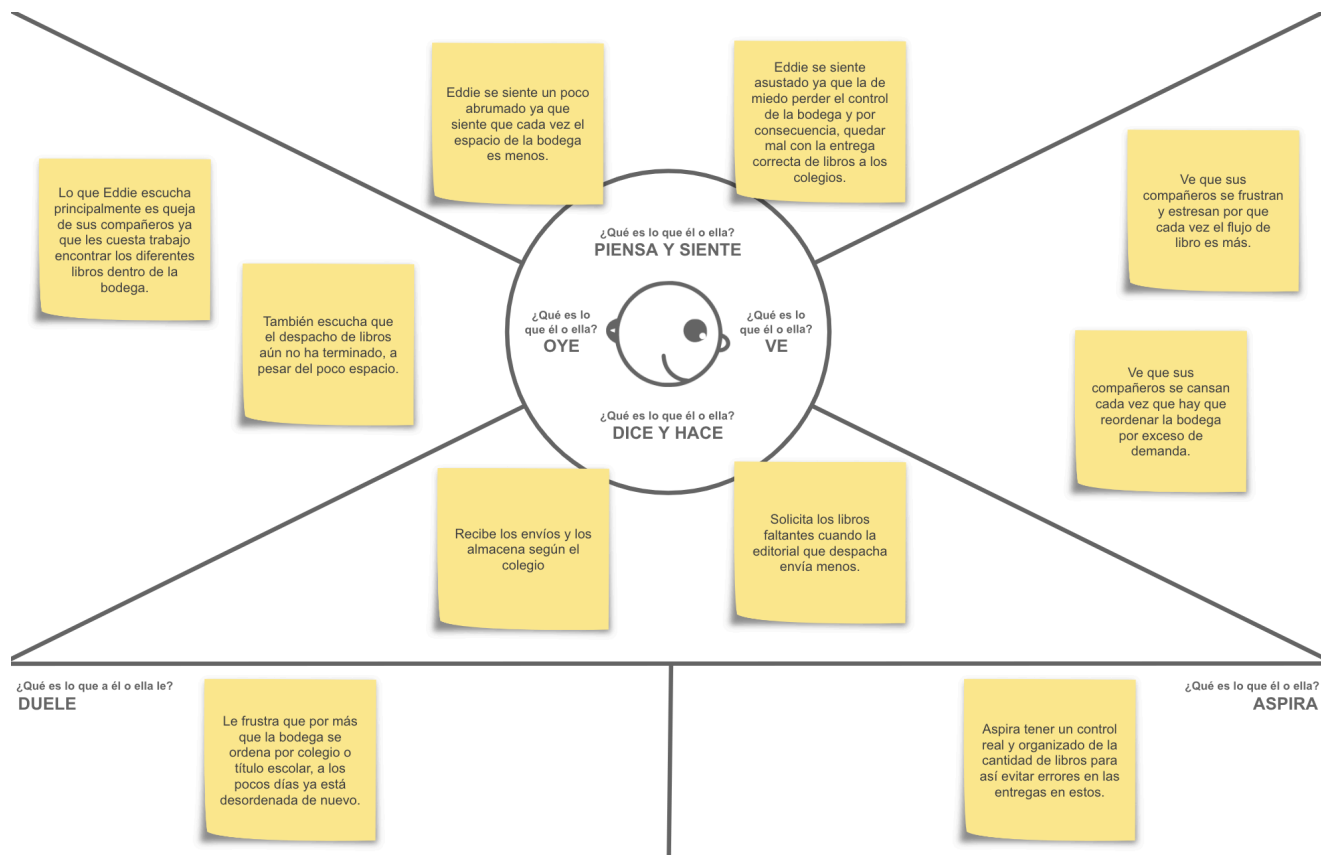 Eddie se siente un poco
abrumado ya que
siente que cada vez el
espacio de la bodega
es menos.
Eddie se siente
asustado ya que la de
miedo perder el control
de la bodega y por
consecuencia, quedar
mal con la entrega
correcta de libros a los
colegios.
Lo que Eddie escucha
principalmente es queja
de sus compañeros ya
que les cuesta trabajo
encontrar los diferentes
libros dentro de la
bodega.
También escucha que
el despacho de libros
aún no ha terminado, a
pesar del poco espacio.
¿Qué es lo que él o ella?
PIENSA Y SIENTE
¿Qué es lo
que él o ella?
OYE
¿Qué es lo
que él o ella?
VE
¿Qué es lo que él o ella?
DICE Y HACE
Ve que sus
compañeros se frustran
y estresan por que
cada vez el flujo de
libro es más.
Ve que sus
compañeros se cansan
cada vez que hay que
reordenar la bodega
por exceso de
demanda.
Recibe los envíos y los
almacena según el
colegio
Solicita los libros
faltantes cuando la
editorial que despacha
envía menos.
¿Qué es lo que a él o ella le?
DUELE
Le frustra que por más
que la bodega se
ordena por colegio o
título escolar, a los
pocos días ya está
desordenada de nuevo.
¿Qué es lo que él o ella?
ASPIRA
Aspira tener un control
real y organizado de la
cantidad de libros para
así evitar errores en las
entregas en estos.